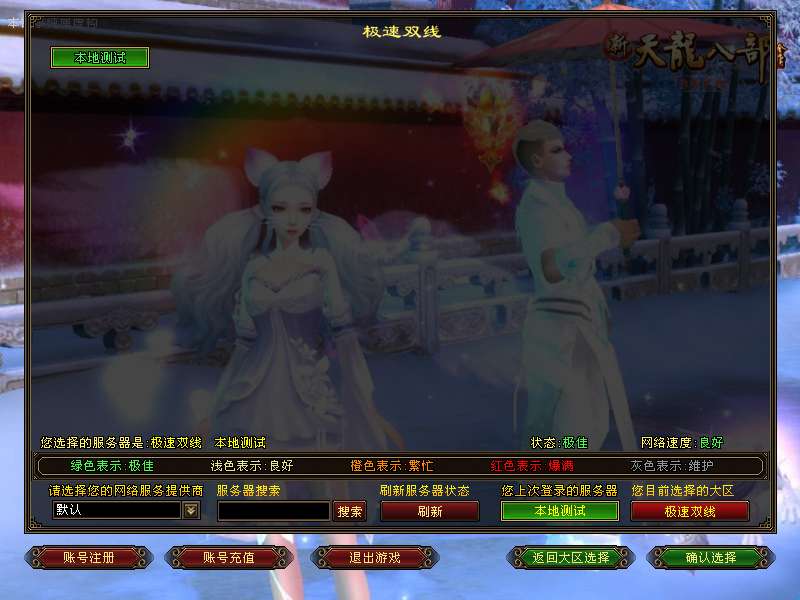 极速双线
本地测试
新天龍八部
您选择的服务器是:极速双线 本地测试 状态:极佳 网络速度:良好
绿色表示:极佳 浅色表示:良好 橙色表示:繁忙 红色表示:爆满 灰色表示:维护
请选择您的网络服务提供商 服务器搜索 刷新服务器状态 您上次登录的服务器 您目前选择的大区
默认 搜索 刷新 本地测试 极速双线
账号注册 账号充值 退出游戏 返回大区选择 确认选择